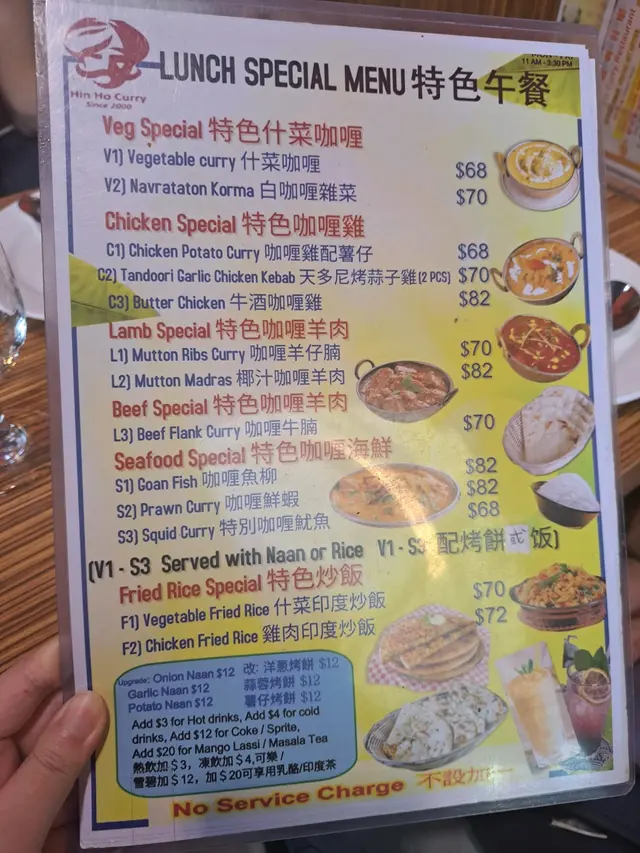 Hin Ho Curry
Since 2000
11 AM - 3:30 PM
LUNCH SPECIAL MENU 特色午餐
Veg Special 特色什菜咖喱
V1) Vegetable curry 什菜咖喱 $68
V2) Navrataton Korma 白咖喱雜菜 $70
Chicken Special 特色咖喱雞
C1) Chicken Potato Curry 咖喱雞配薯仔 $68
C2) Tandoori Garlic Chicken Kebab 天多尼烤蒜子雞(2 PCS) $70
C3) Butter Chicken 牛酒咖喱雞 $82
Lamb Special 特色咖喱羊肉
L1) Mutton Ribs Curry 咖喱羊仔腩 $70
L2) Mutton Madras 椰汁咖喱羊肉 $82
Beef Special 特色咖喱羊肉
L3) Beef Flank Curry 咖喱牛腩 $70
Seafood Special 特色咖喱海鮮
S1) Goan Fish 咖喱魚柳 $82
S2) Prawn Curry 咖喱鮮蝦 $82
S3) Squid Curry 特別咖喱魷魚 $68
(V1 - S3 Served with Naan or Rice V1 - S3 配烤餅或饭)
Fried Rice Special 特色炒飯
F1) Vegetable Fried Rice 什菜印度炒飯 $70
F2) Chicken Fried Rice 雞肉印度炒飯 $72
Upgrade: Onion Naan $12 改: 洋蔥烤餅 $12
Garlic Naan $12 蒜蓉烤餅 $12
Potato Naan $12 薯仔烤餅 $12
Add $3 for Hot drinks, Add $4 for cold
drinks, Add $12 for Coke / Sprite,
Add $20 for Mango Lassi / Masala Tea
熱飲加$3，凍飲加$4,可樂 /
雪碧加$12，加$20可享用乳酪/印度茶
No Service Charge 不設加一